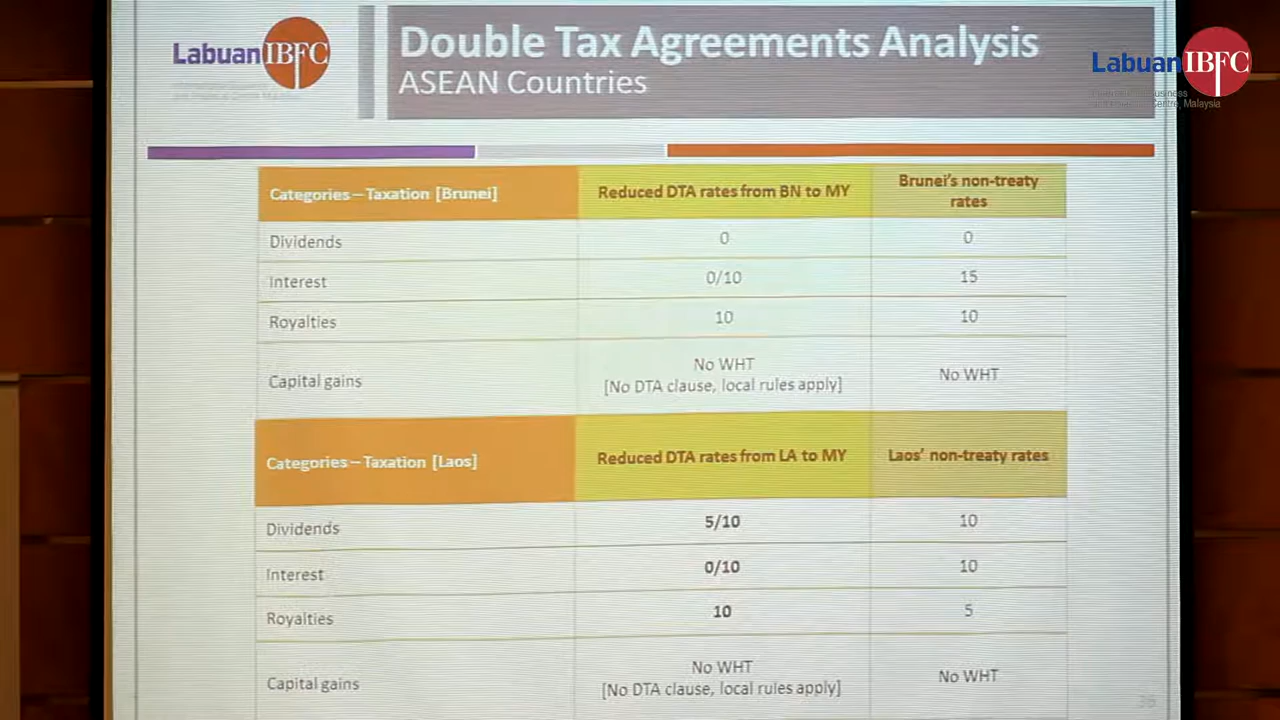 Labuan IBFC
Double Tax Agreements Analysis
ASEAN Countries
Labuan IBFC
Categories – Taxation [Brunei]
Reduced DTA rates from BN to MY
Brunei's non-treaty
rates
Dividends
0
0
Interest
0/10
15
Royalties
10
10
Capital gains
No WHT
[No DTA clause, local rules apply]
No WHT
Categories – Taxation [Laos]
Reduced DTA rates from LA to MY
Laos' non-treaty rates
Dividends
5/10
10
Interest
0/10
10
Royalties
10
5
Capital gains
No WHT
[No DTA clause, local rules apply]
No WHT